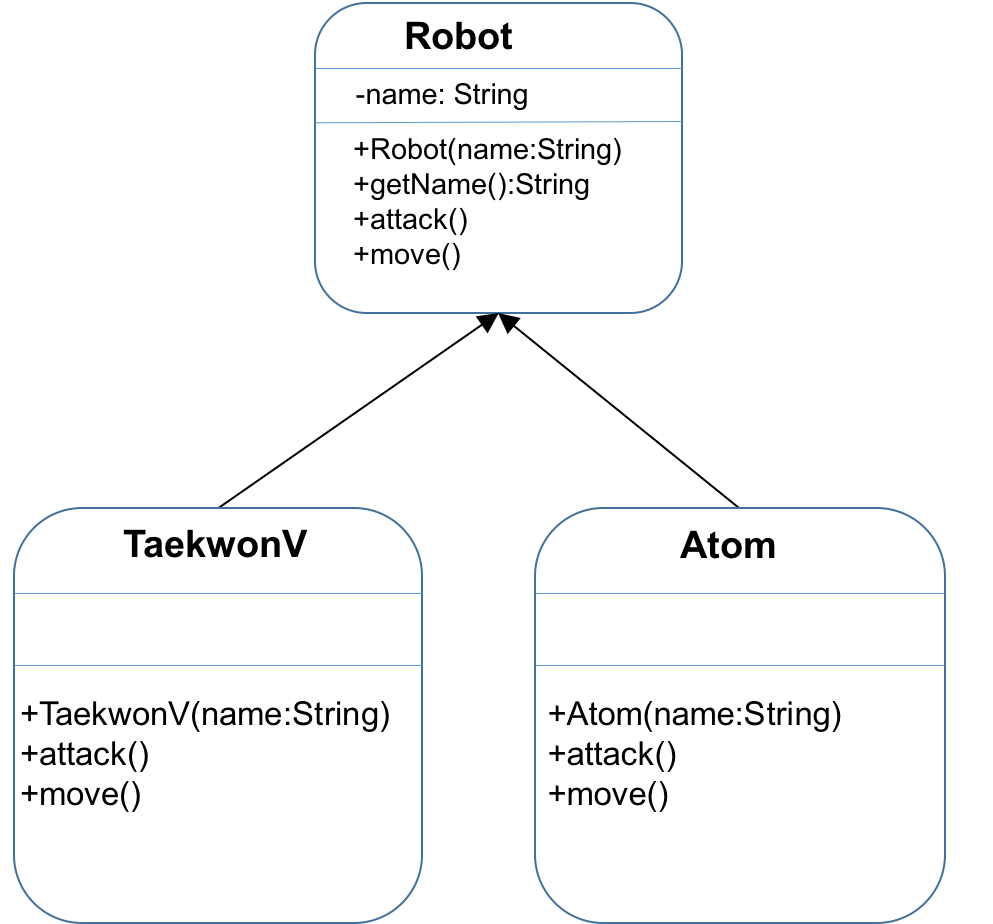 Robot
-name: String
+Robot(name:String)
+getName():String
+attack()
+move()
TaekwonV
+TaekwonV(name:String)
+attack()
+move()
Atom
+Atom(name:String)
+attack()
+move()